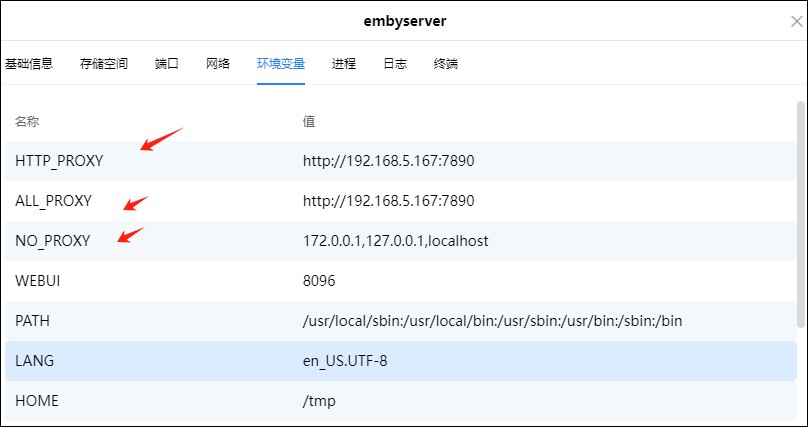 embyserver
基础信息 存储空间 端口 网络 环境变量 进程 日志 终端
名称 值
HTTP_PROXY http://192.168.5.167:7890
ALL_PROXY http://192.168.5.167:7890
NO_PROXY 172.0.0.1,127.0.0.1,localhost
WEBUI 8096
PATH /usr/local/sbin:/usr/local/bin:/usr/sbin:/usr/bin:/sbin:/bin
LANG en_US.UTF-8
HOME /tmp